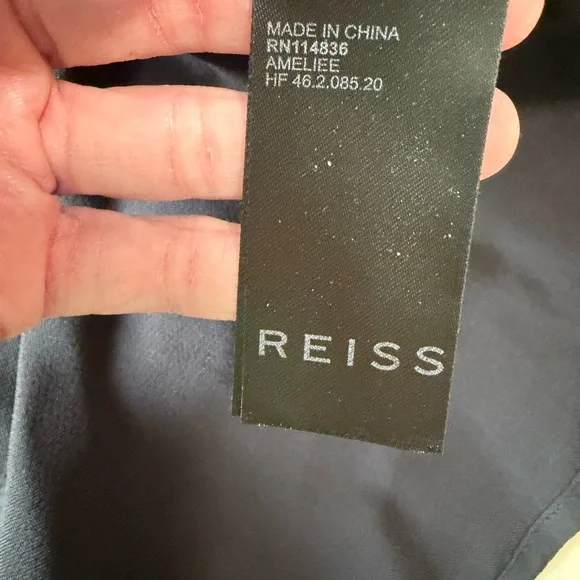 MADE IN CHINA
RN114836
AMELIEE
HF 46.2.085.20
REISS